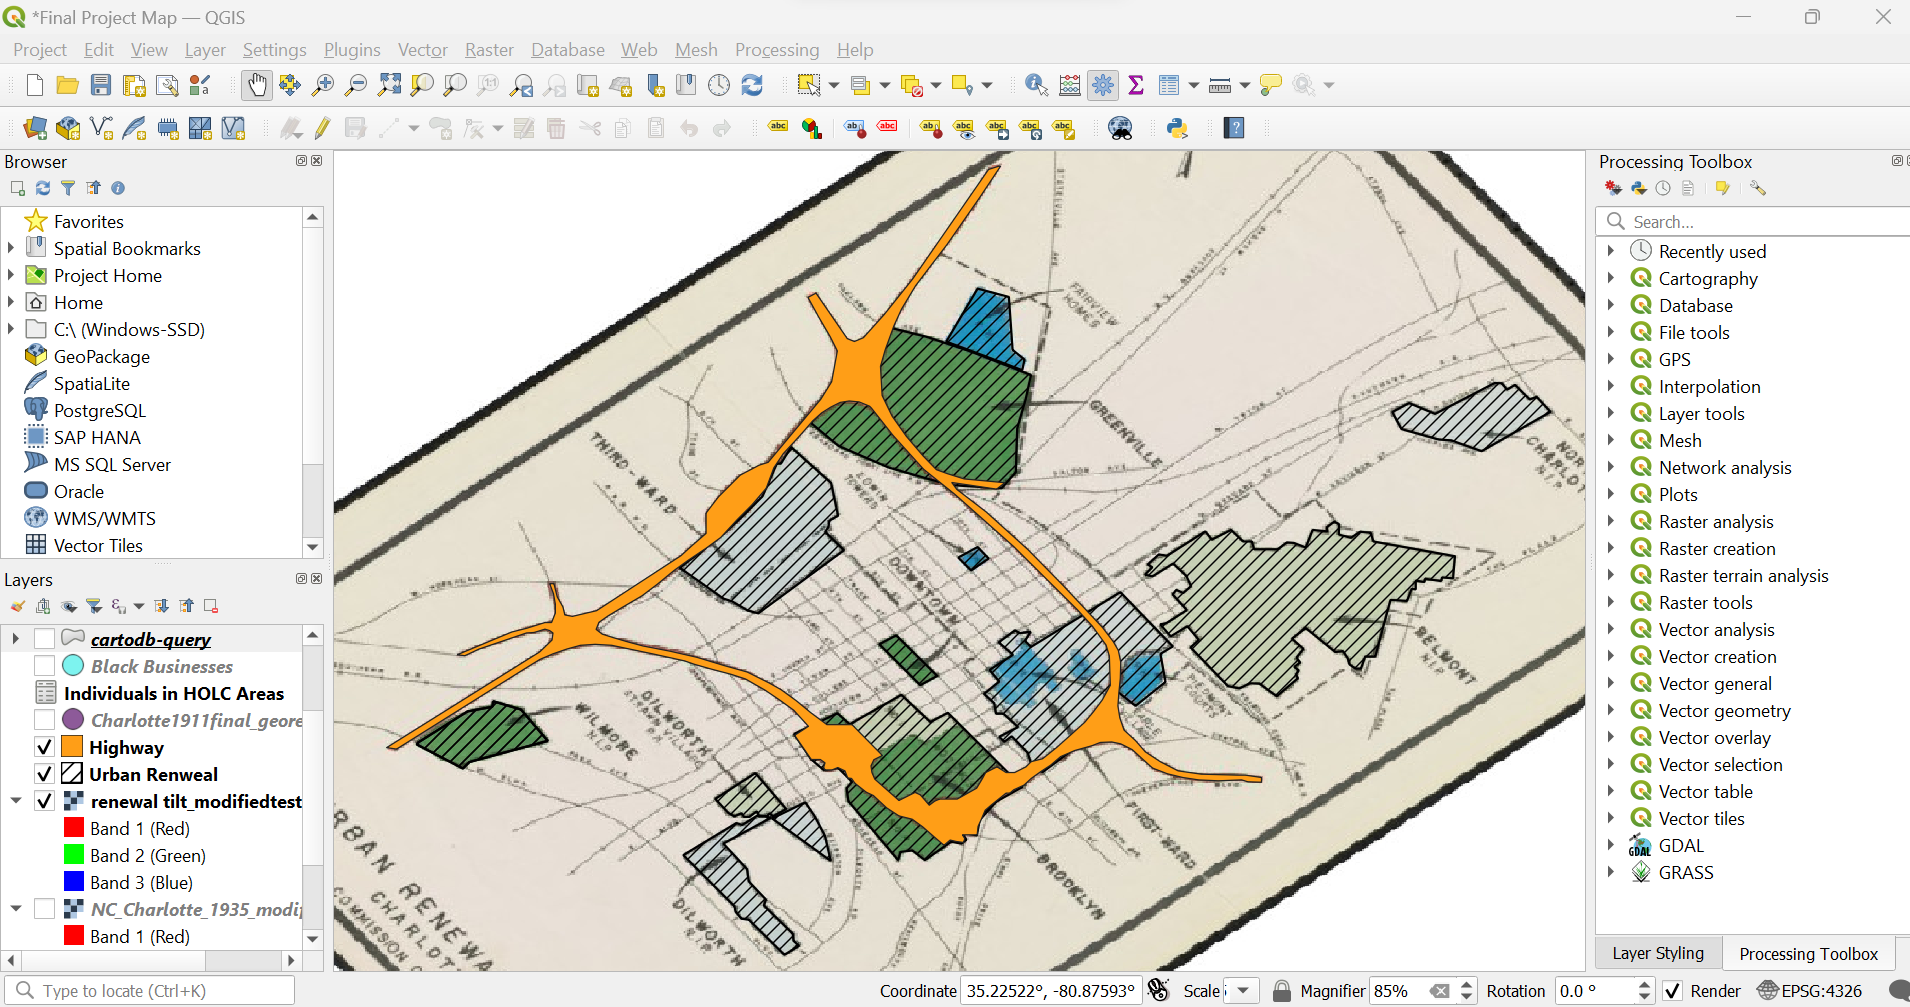 *Final Project Map — QGIS
Project Edit View Layer Settings Plugins Vector Raster Database Web Mesh Processing Help
Browser
Favorites
Spatial Bookmarks
Project Home
Home
C:\ (Windows-SSD)
GeoPackage
SpatiaLite
PostgreSQL
SAP HANA
MS SQL Server
Oracle
WMS/WMTS
Vector Tiles
Layers
cartodb-query
Black Businesses
Individuals in HOLC Areas
Charlotte1911final_geore
Highway
Urban Renweal
renewal tilt_modifiedtest
Band 1 (Red)
Band 2 (Green)
Band 3 (Blue)
NC_Charlotte_1935_modif
Band 1 (Red)
FAIRVIEW
HOMES
GREENVILLE
THIRD-WARD
DOWNTOWN
NOR
CHARLOT
N.I.P.
BELMONT
N.I.P.
WILMORE
N.I.P.
DILWORTH
FIRST-WARD
BROOKLYN
DILWORTH
N.I.P.
RBAN RENEWA
CHARLOT
COMMISSION
Processing Toolbox
Search...
Recently used
Cartography
Database
File tools
GPS
Interpolation
Layer tools
Mesh
Network analysis
Plots
Raster analysis
Raster creation
Raster terrain analysis
Raster tools
Vector analysis
Vector creation
Vector general
Vector geometry
Vector overlay
Vector selection
Vector table
Vector tiles
GDAL
GRASS
Layer Styling Processing Toolbox
Type to locate (Ctrl+K) Coordinate 35.22522°, -80.87593° Scale Magnifier 85% Rotation 0.0 ° Render EPSG:4326